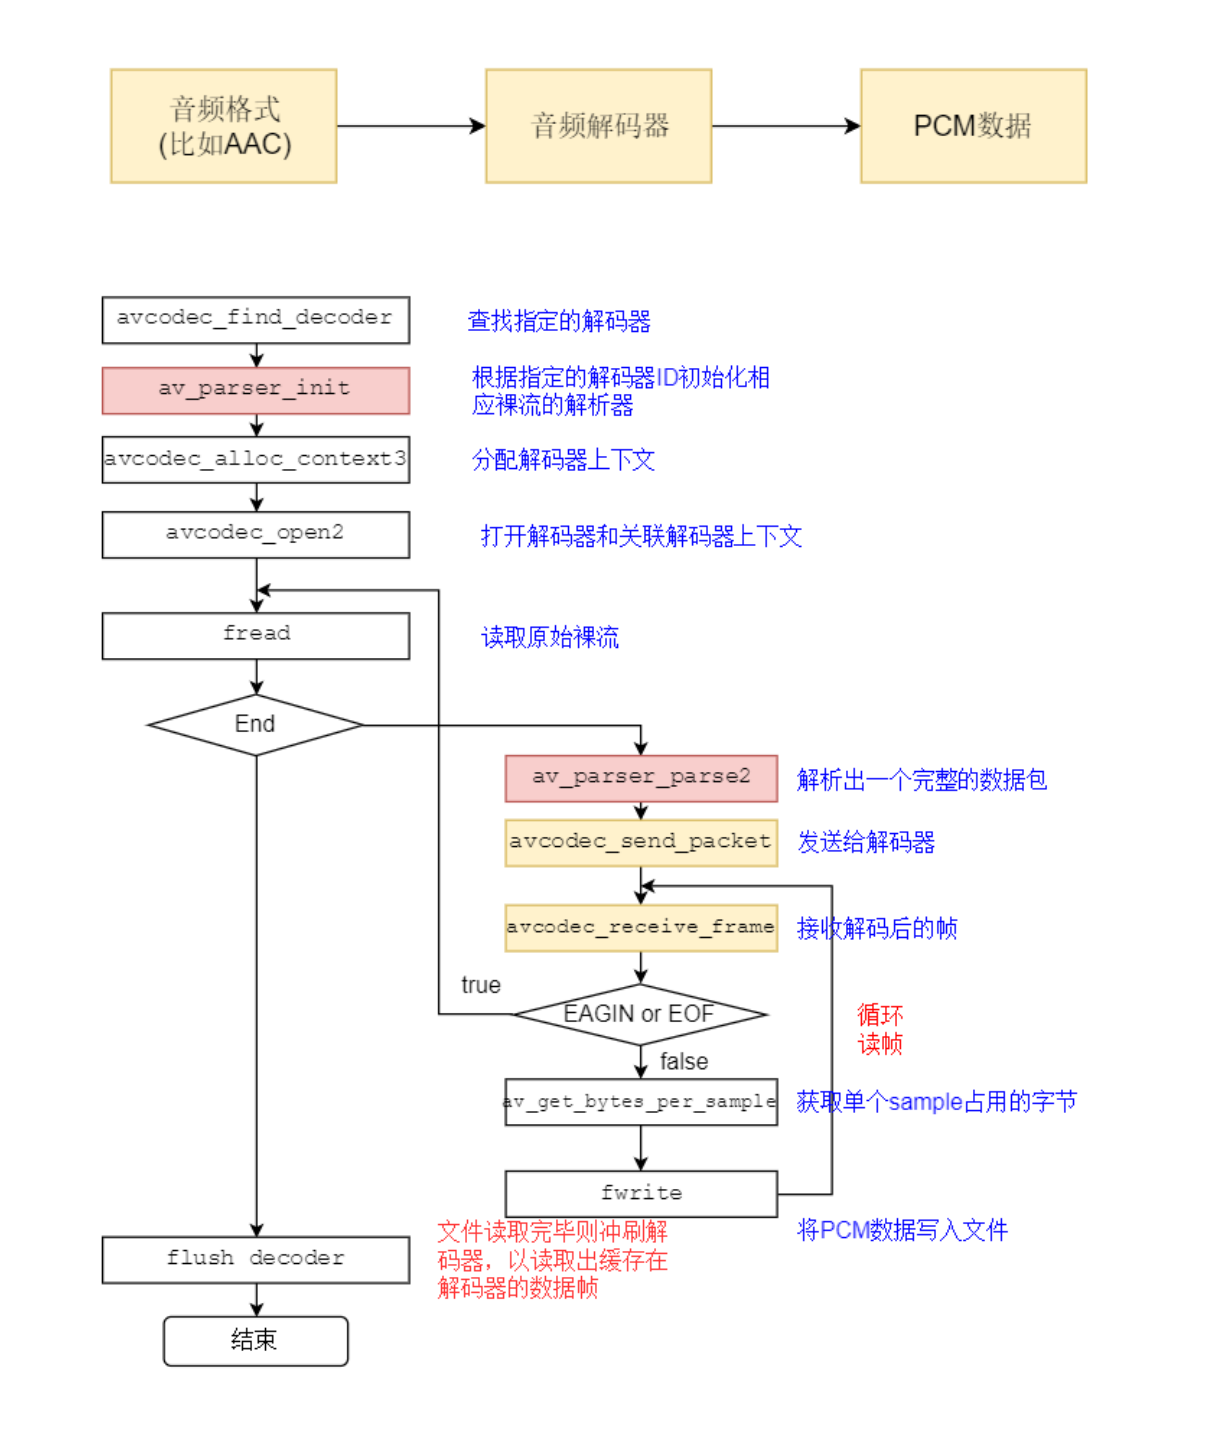 音频格式
(比如AAC)
音频解码器
PCM数据
avcodec_find_decoder
查找指定的解码器
av_parser_init
根据指定的解码器ID初始化相
应裸流的解析器
avcodec_alloc_context3
分配解码器上下文
avcodec_open2
打开解码器和关联解码器上下文
fread
读取原始裸流
End
av_parser_parse2
解析出一个完整的数据包
avcodec_send_packet
发送给解码器
avcodec_receive_frame
接收解码后的帧
true
EAGIN or EOF
循环
读帧
false
av_get_bytes_per_sample
获取单个sample占用的字节
fwrite
将PCM数据写入文件
文件读取完毕则冲刷解
码器，以读取出缓存在
解码器的数据帧
flush decoder
结束